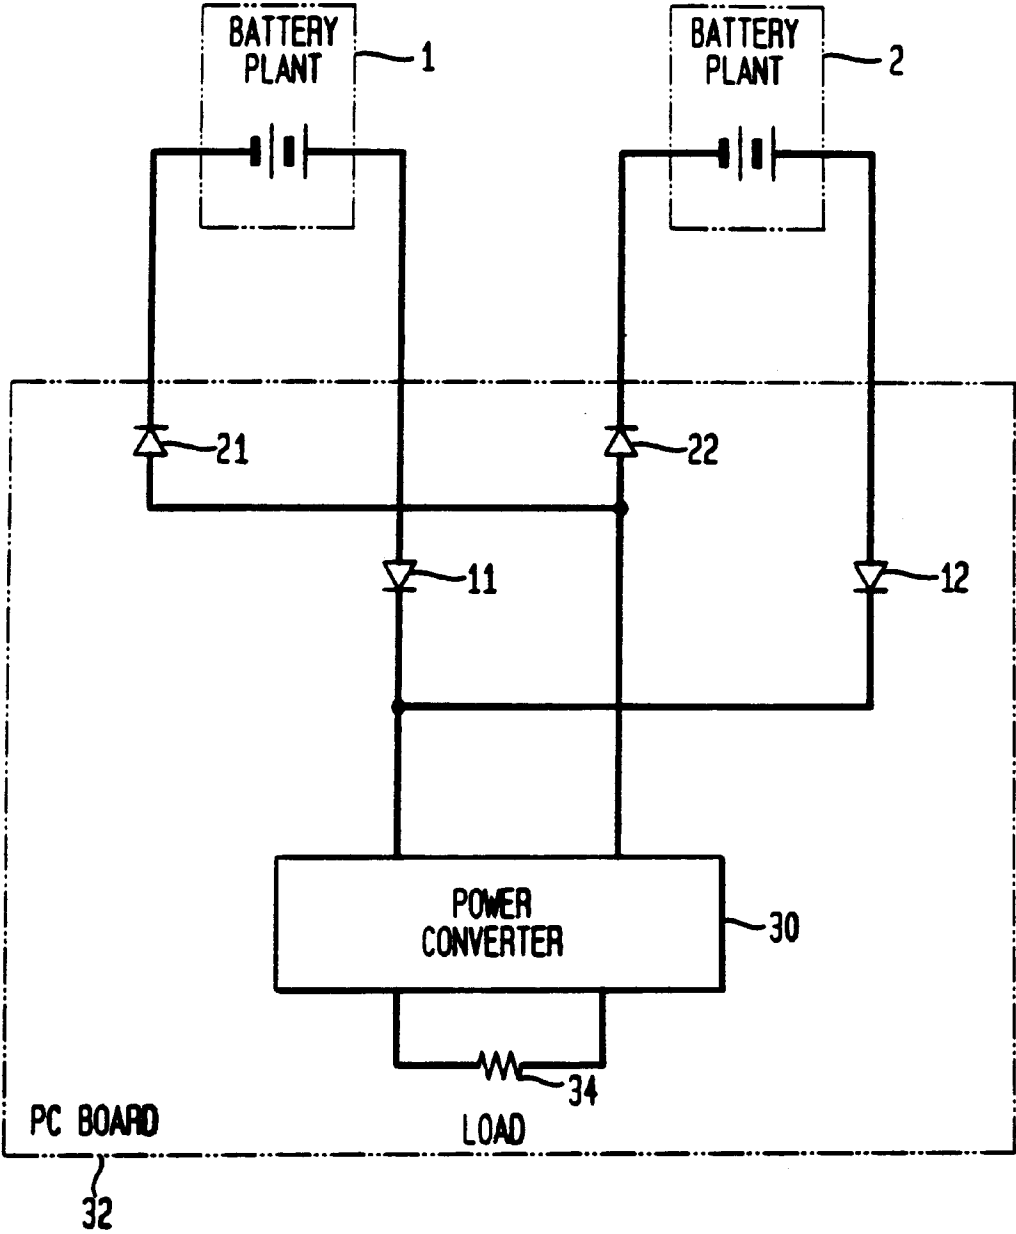 BATTERY
PLANT
1
BATTERY
PLANT
2
21
22
11
12
POWER
CONVERTER
30
34
PC BOARD
LOAD
32